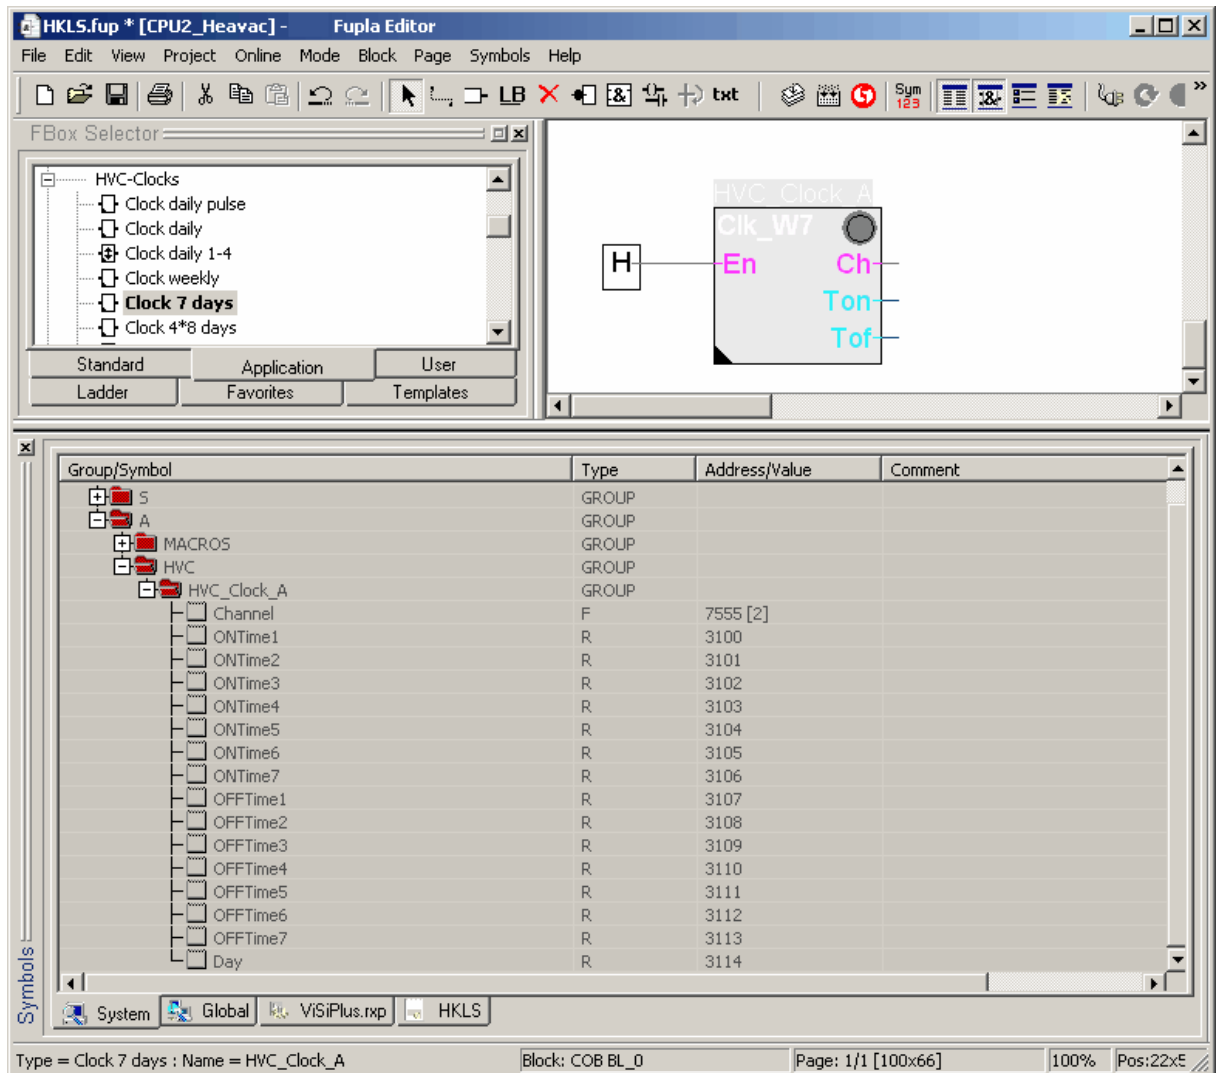 HKLS.fup * [CPU2_Heavac] - Fupla Editor
File Edit View Project Online Mode Block Page Symbols Help
LB txt Sym 123
FBox Selector
HVC-Clocks
Clock daily pulse
Clock daily
Clock daily 1-4
Clock weekly
Clock 7 days
Clock 4*8 days
Standard Application User
Ladder Favorites Templates
HVC_Clock_A
Clk_W7
H En Ch
Ton
Tof
Group/Symbol Type Address/Value Comment
S GROUP
A GROUP
MACROS GROUP
HVC GROUP
HVC_Clock_A GROUP
Channel F 7555 [2]
ONTime1 R 3100
ONTime2 R 3101
ONTime3 R 3102
ONTime4 R 3103
ONTime5 R 3104
ONTime6 R 3105
ONTime7 R 3106
OFFTime1 R 3107
OFFTime2 R 3108
OFFTime3 R 3109
OFFTime4 R 3110
OFFTime5 R 3111
OFFTime6 R 3112
OFFTime7 R 3113
Day R 3114
Symbols
System Global ViSiPlus.rxp HKLS
Type = Clock 7 days : Name = HVC_Clock_A Block: COB BL_0 Page: 1/1 [100x66] 100%